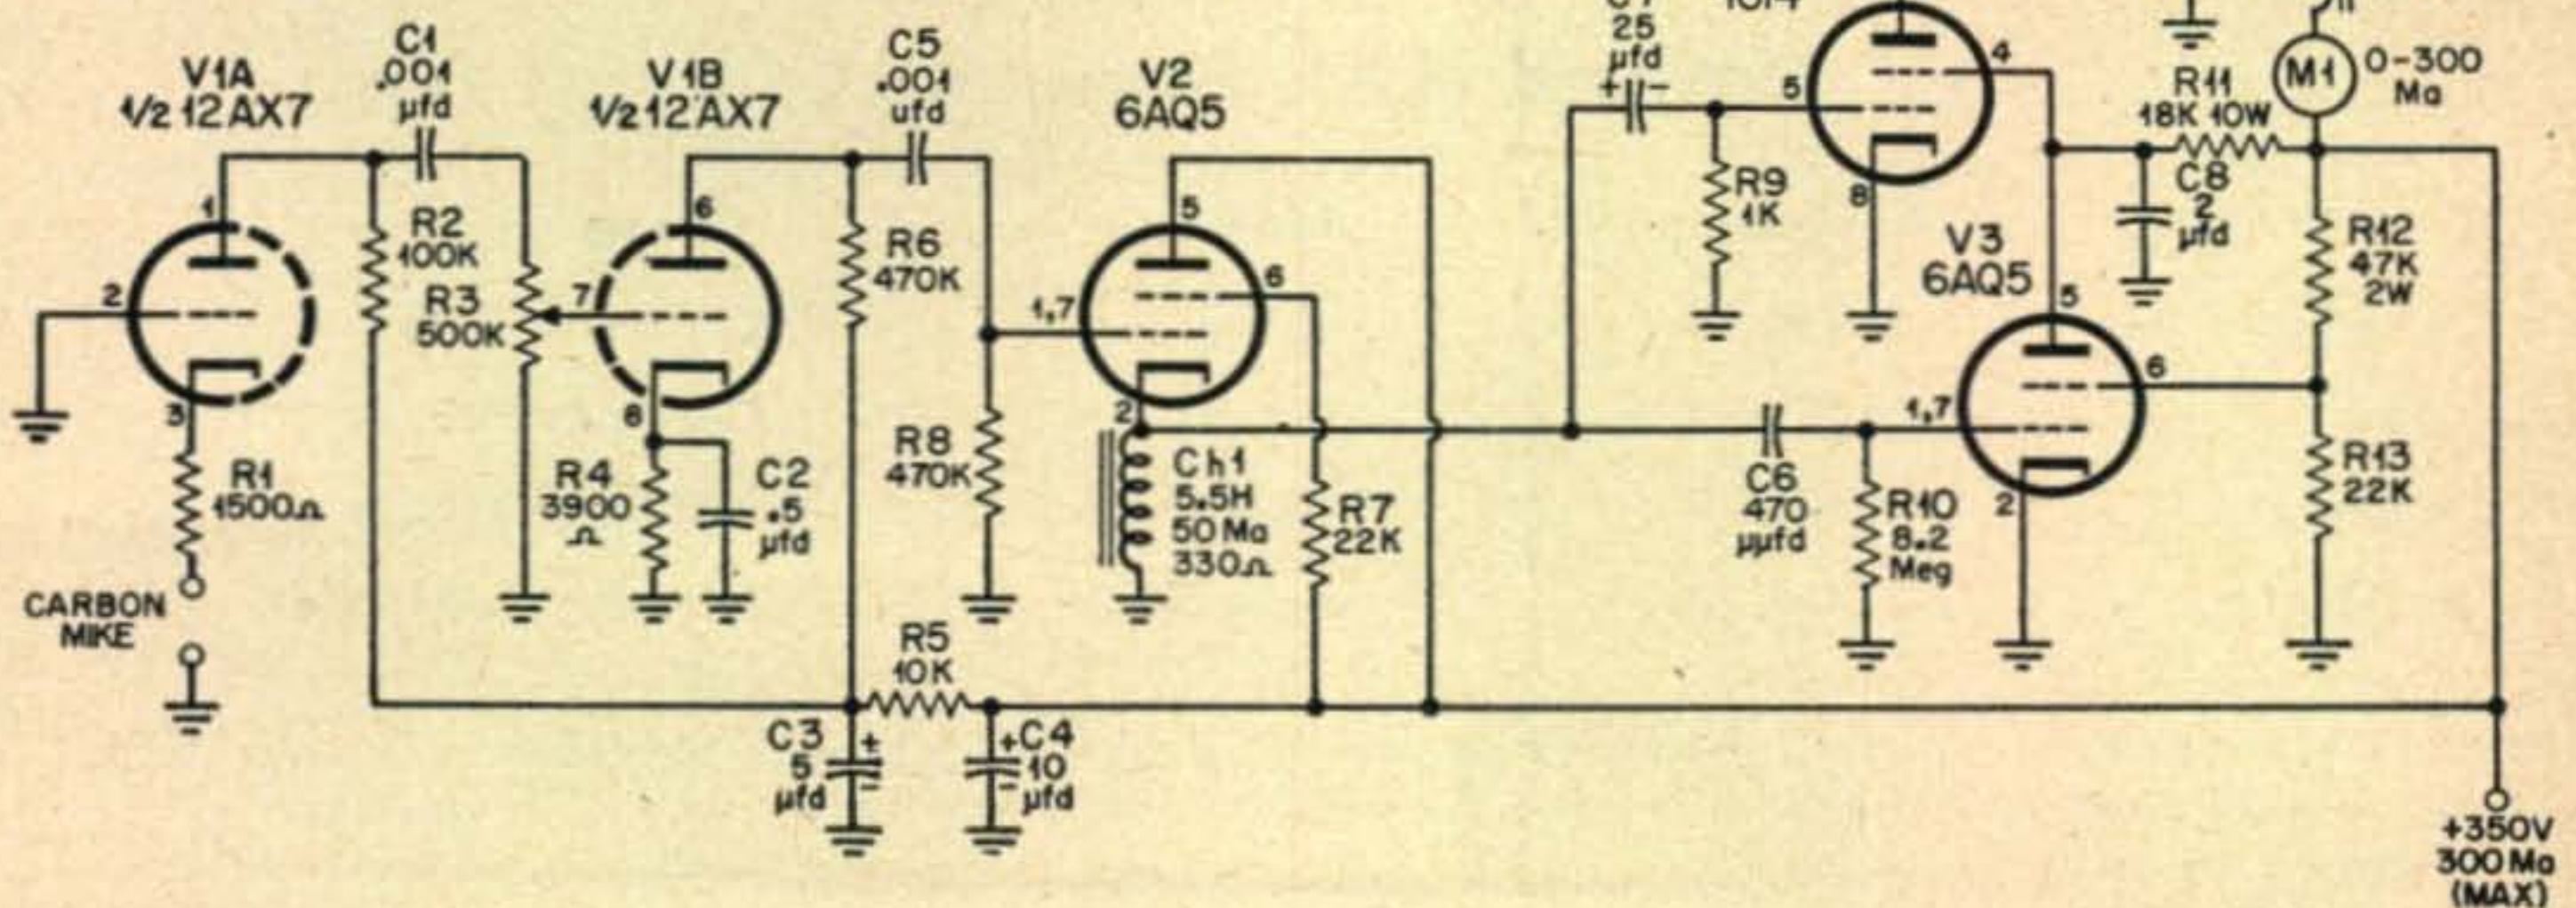 V1A
1/2 12AX7
C1
.001
µfd
V1B
1/2 12AX7
C5
.001
ufd
V2
6AQ5
25
µfd
+
-
5
4
8
R11
18K 10W
M1
0-300
Ma
1
2
3
R2
100K
R3
500K
7
6
8
R6
470K
5
6
1,7
2
R9
1K
V3
6AQ5
C8
2
µfd
R12
47K
2W
5
6
1,7
2
R1
1500Ω
R4
3900
Ω
C2
.5
µfd
R8
470K
Ch1
5.5H
50 Ma
330Ω
R7
22K
C6
470
µµfd
R10
8.2
Meg
R13
22K
CARBON
MIKE
R5
10K
C3
5
µfd
+
-
+
-
C4
10
µfd
+350V
300 Ma
(MAX)